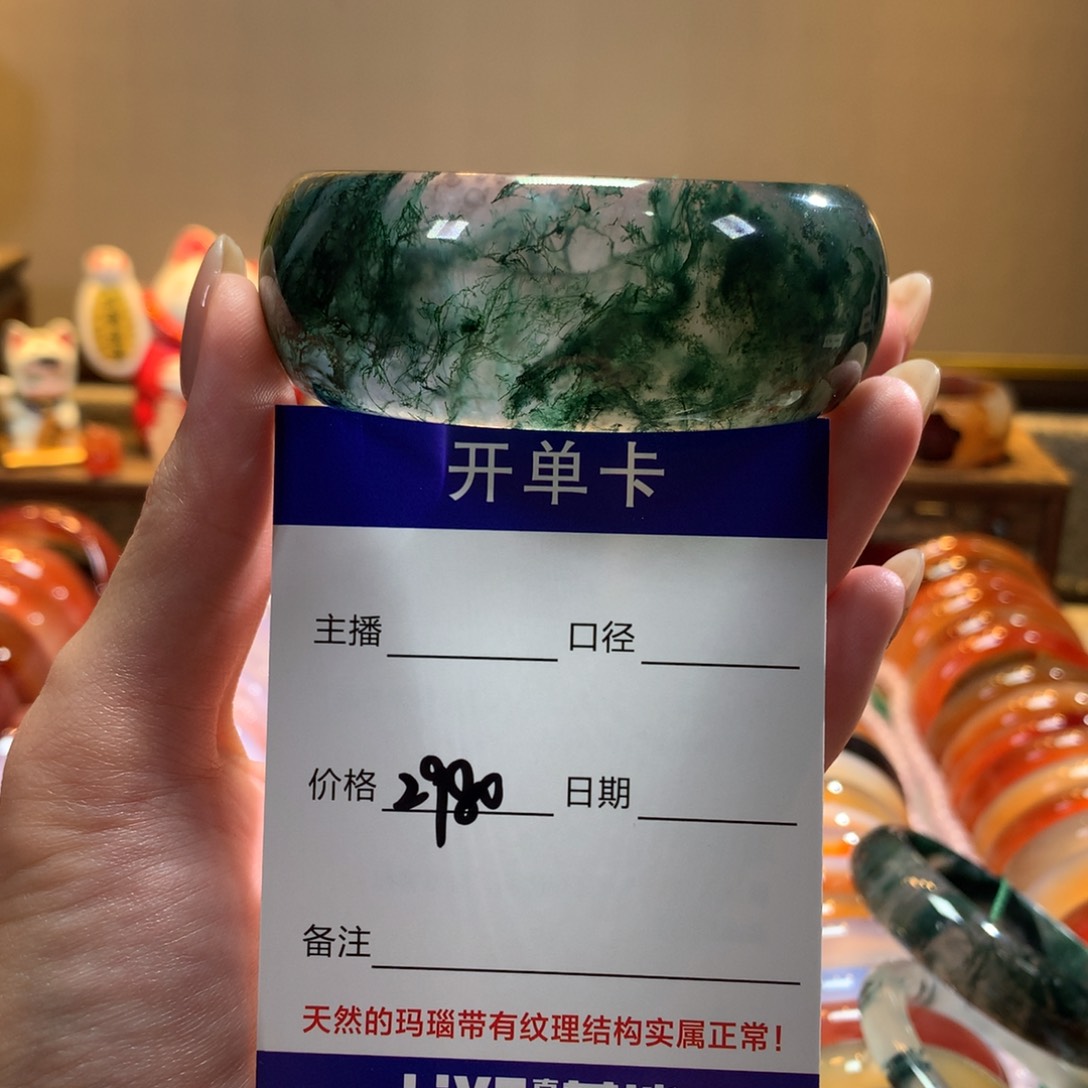 开单卡
主播 口径
价格 2980 日期
备注
天然的玛瑙带有纹理结构实属正常！